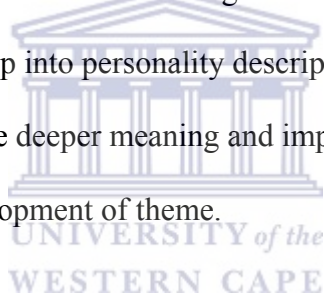 p into personality descrip
e deeper meaning and imp
opment of theme.
UNIVERSITY of the
WESTERN CAPE